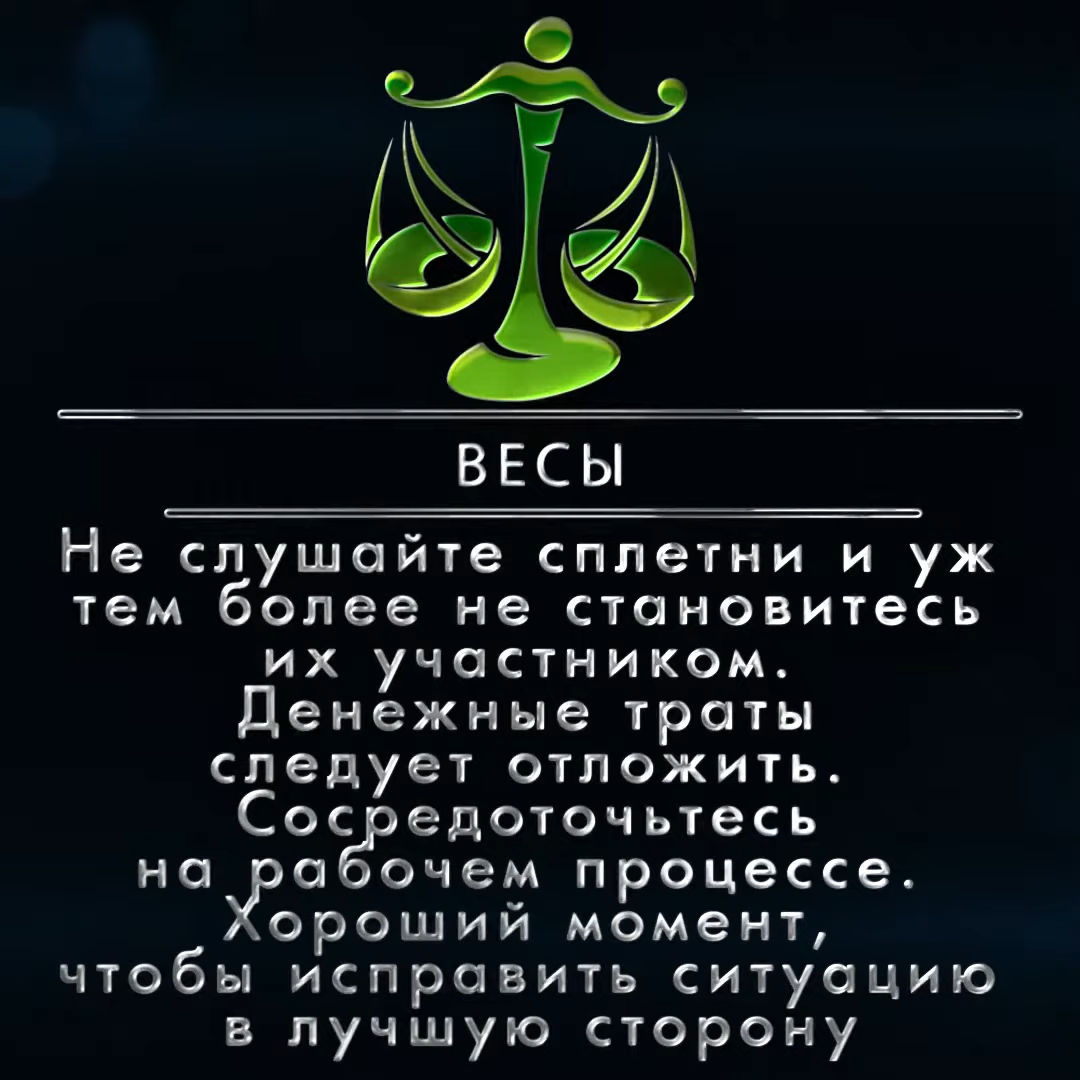 ВЕСЫ
Не слушайте сплетни и уж
тем более не становитесь
их участником.
Денежные траты
следует отложить.
Сосредоточьтесь
на рабочем процессе.
Хороший момент,
чтобы исправить ситуацию
в лучшую сторону